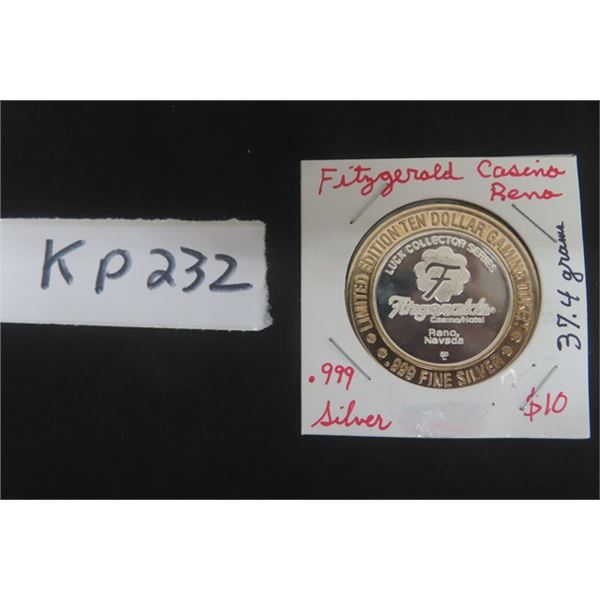 KP232
Fitzgerald Casino
Reno
37.4 grams
LIMITED EDITION TEN DOLLAR GAMING TOKEN
LUCK COLLECTOR SERIES
F
Fitzgeralds
Casino/Hotel
Reno,
Nevada
.999 FINE SILVER
.999
Silver
$10